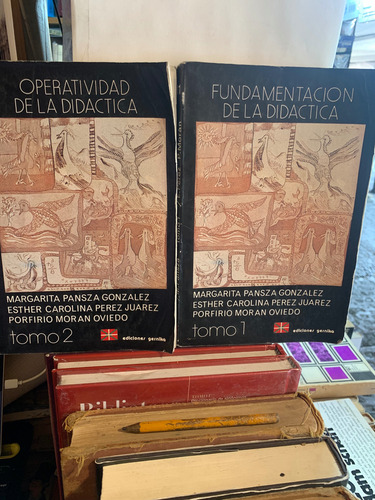 OPERATIVIDAD
DE LA DIDACTICA
MARGARITA PANSZA GONZALEZ
ESTHER CAROLINA PEREZ JUAREZ
PORFIRIO MORAN OVIEDO
tomo 2
ediciones gernika
FUNDAMENTACION
DE LA DIDACTICA
MARGARITA PANSZA GONZALEZ
ESTHER CAROLINA PEREZ JUAREZ
PORFIRIO MORAN OVIEDO
tomo 1
ediciones gernika